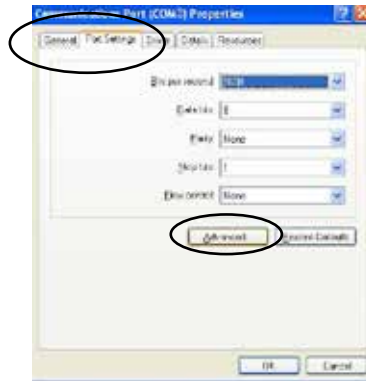 Communications Port (COM3) Properties
General Port Settings Driver Details Resources
Bits per second
Data bits 8
Parity None
Stop bits 1
Flow control None
Advanced Restore Defaults
OK Cancel